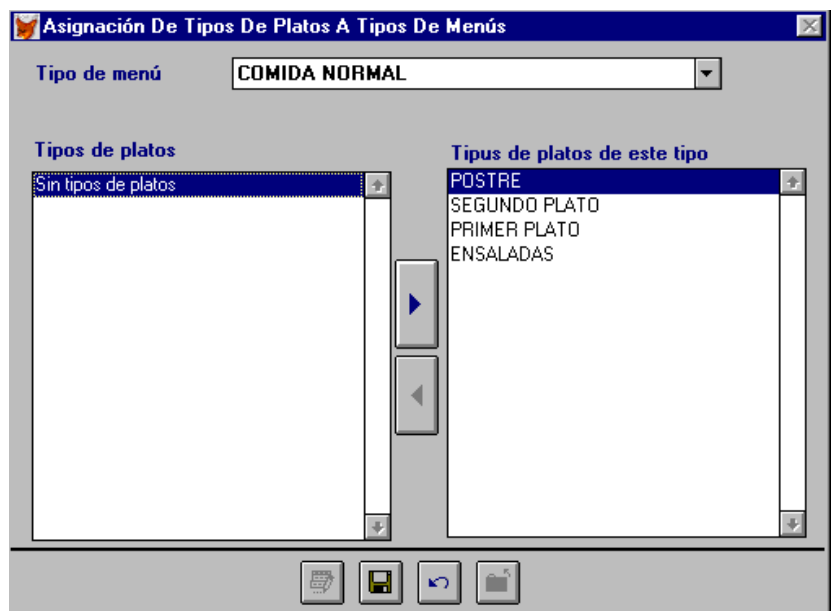 Asignación De Tipos De Platos A Tipos De Menús
Tipo de menú
COMIDA NORMAL
Tipos de platos
Sin tipos de platos
Tipus de platos de este tipo
POSTRE
SEGUNDO PLATO
PRIMER PLATO
ENSALADAS